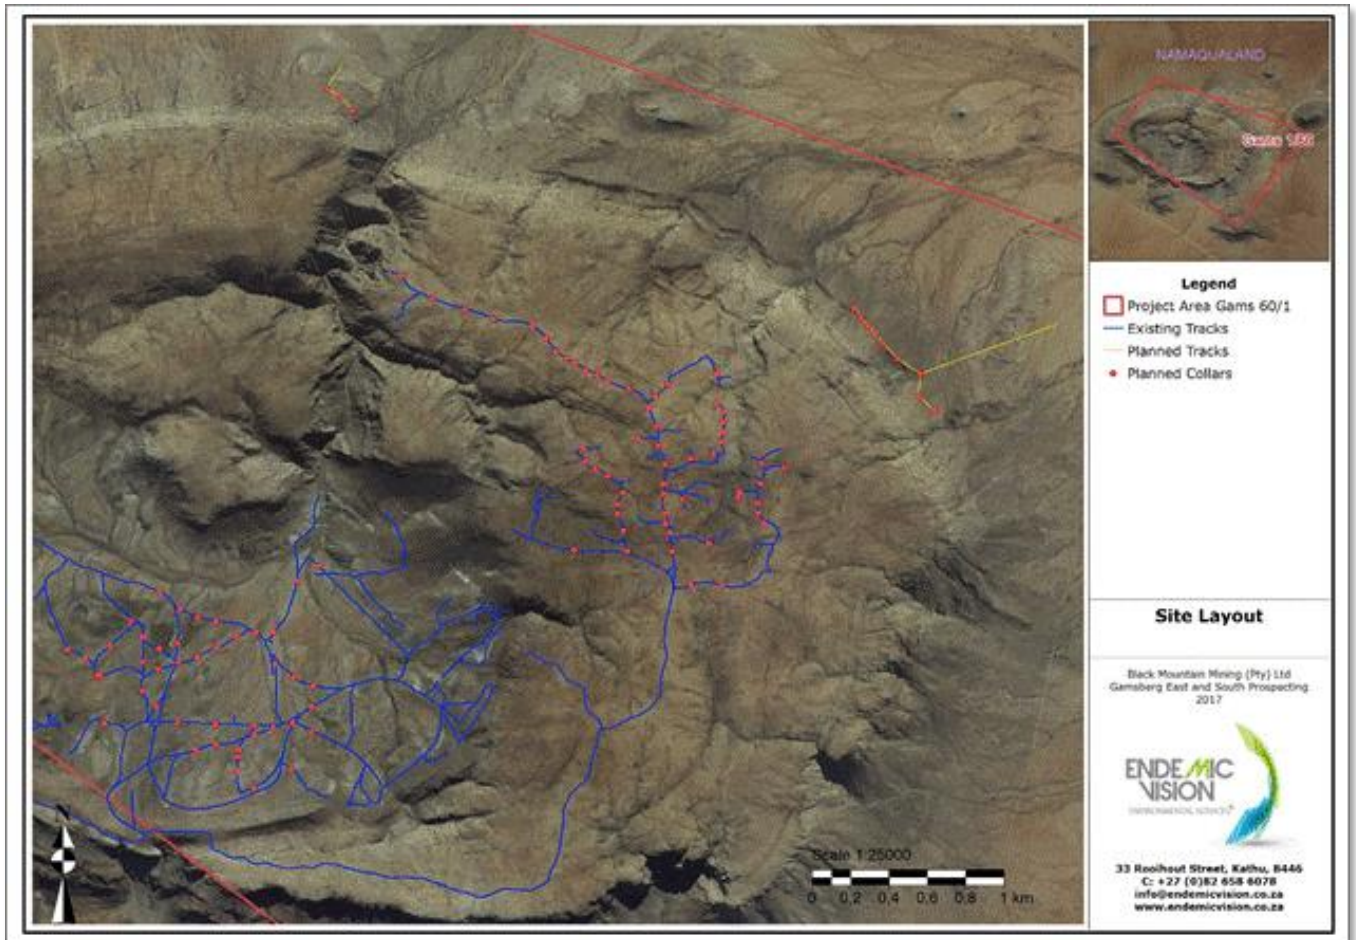 NAMAQUALAND
Legend
Project Area Gams 60/1
Existing Tracks
Planned Tracks
Planned Collars
Site Layout
Black Mountain Mining (Pty) Ltd
Gamsberg East and South Prospecting
2017
ENDEMIC
VISION
ENVIRONMENTAL SERVICES
33 Rooihout Street, Kathu, 8446
C: +27 (0)82 658 6078
info@endemicvision.co.za
www.endemicvision.co.za
N
Scale 1:25000
0 0,2 0,4 0,6 0,8 1 km